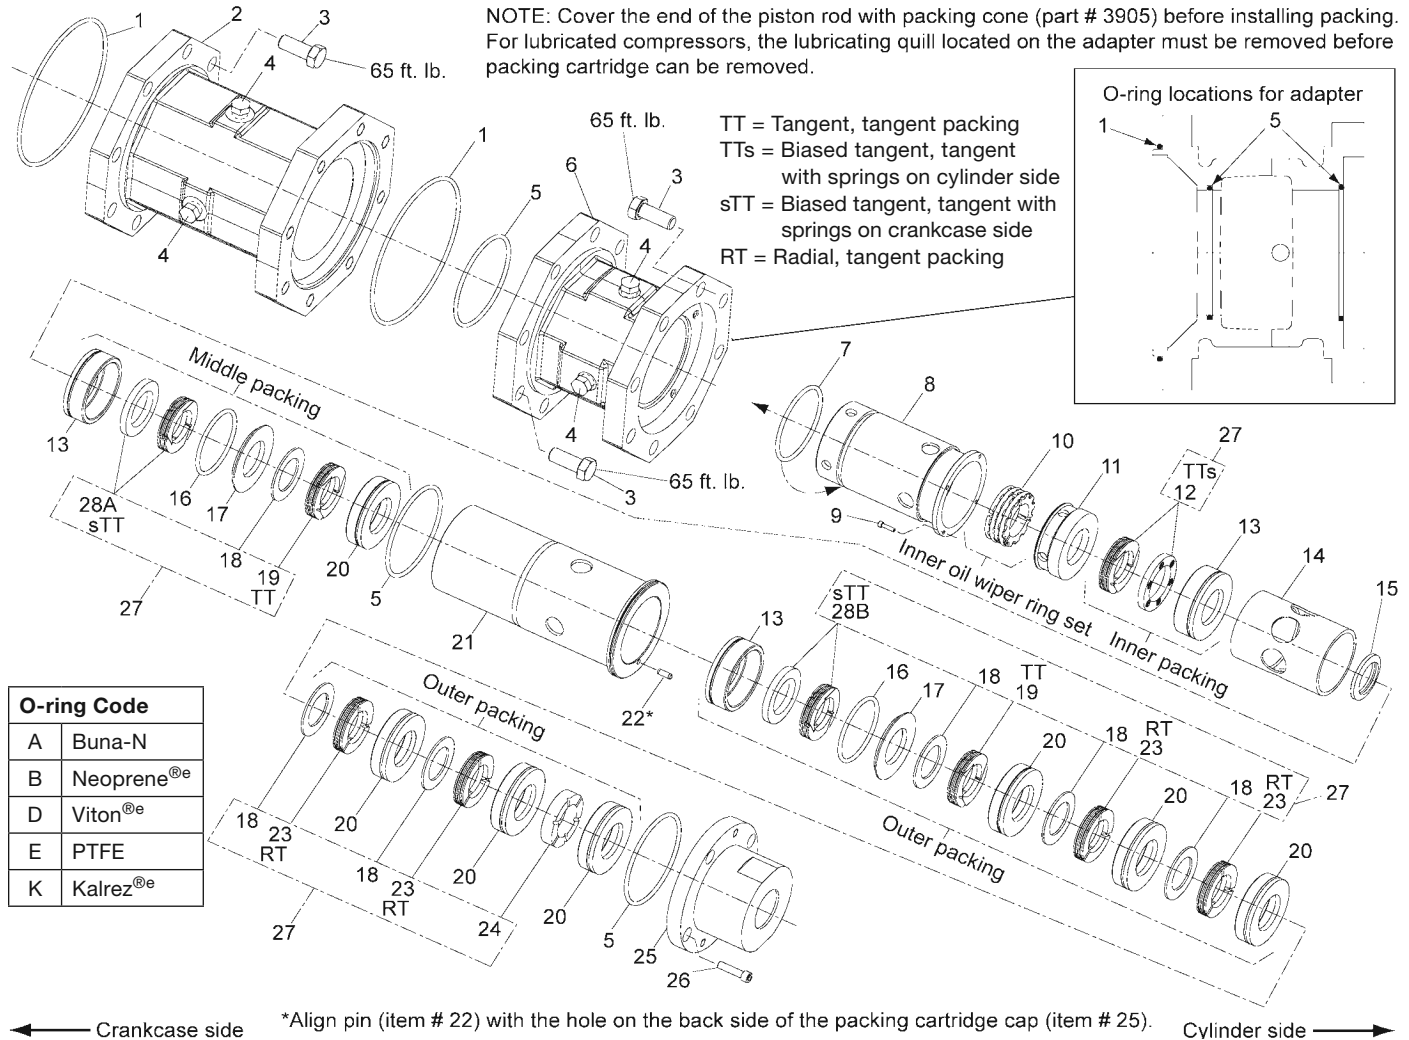 NOTE: Cover the end of the piston rod with packing cone (part # 3905) before installing packing.
For lubricated compressors, the lubricating quill located on the adapter must be removed before
packing cartridge can be removed.
1
2
3
65 ft. lb.
4
4
1
5
65 ft. lb.
6
3
4
4
65 ft. lb.
3
TT = Tangent, tangent packing
TTs = Biased tangent, tangent
with springs on cylinder side
sTT = Biased tangent, tangent with
springs on crankcase side
RT = Radial, tangent packing
O-ring locations for adapter
1
5
Middle packing
13
28A
sTT
16
17
18
19
TT
20
5
27
7
8
9
10
11
27
TTs
12
13
14
15
Inner oil wiper ring set
Inner packing
21
22*
sTT
28B
13
16
17
18
TT
19
20
18
RT
23
20
18
RT
23
27
20
Outer packing
Outer packing
18
23
RT
20
18
23
RT
20
24
20
27
5
25
26
O-ring Code
A Buna-N
B Neoprene®e
D Viton®e
E PTFE
K Kalrez®e
Crankcase side
*Align pin (item # 22) with the hole on the back side of the packing cartridge cap (item # 25).
Cylinder side